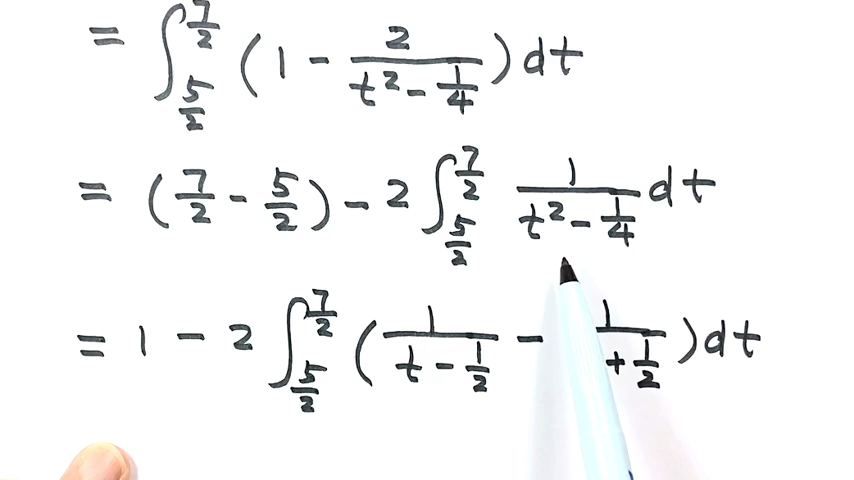 = ∫_{5/2}^{7/2} (1 - 2/(t² - 1/4)) dt
= (7/2 - 5/2) - 2 ∫_{5/2}^{7/2} 1/(t² - 1/4) dt
= 1 - 2 ∫_{5/2}^{7/2} (1/(t - 1/2) - 1/(+ 1/2)) dt